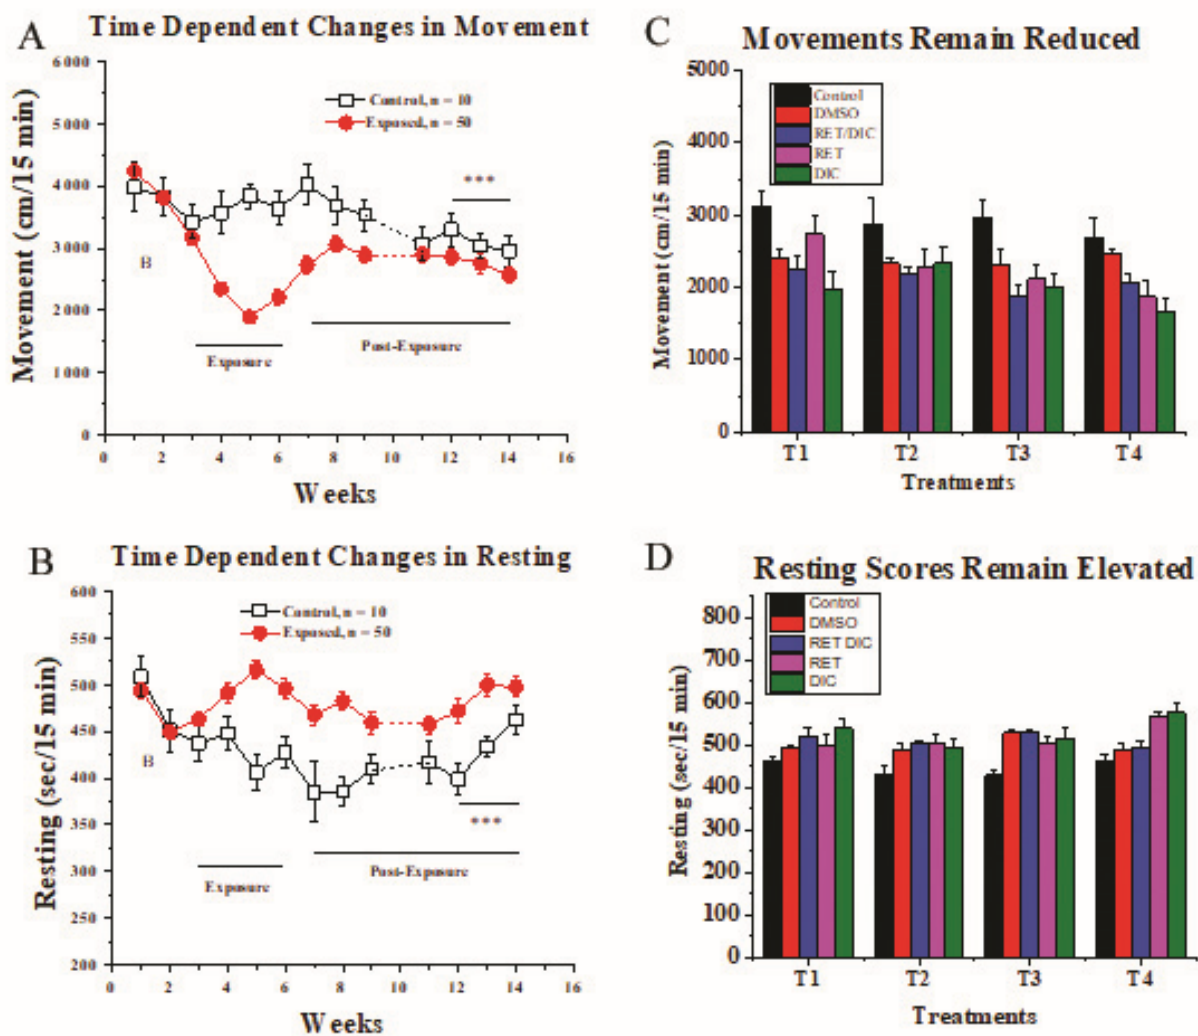 A
Time Dependent Changes in Movement
6000
5000
4000
3000
2000
1000
0
Movement (cm/15 min)
Control, n = 10
Exposed, n = 50
***
B
Exposure
Post-Exposure
0 2 4 6 8 10 12 14 16
Weeks
C
Movements Remain Reduced
5000
4000
3000
2000
1000
0
Movement (cm/15 min)
Control
DMSO
RET/DIC
RET
DIC
T1 T2 T3 T4
Treatments
B
Time Dependent Changes in Resting
600
550
500
450
400
350
300
250
200
Resting (sec/15 min)
Control, n = 10
Exposed, n = 50
B
***
Exposure
Post-Exposure
0 2 4 6 8 10 12 14 16
Weeks
D
Resting Scores Remain Elevated
800
700
600
500
400
300
200
100
0
Resting (sec/15 min)
Control
DMSO
RET DIC
RET
DIC
T1 T2 T3 T4
Treatments